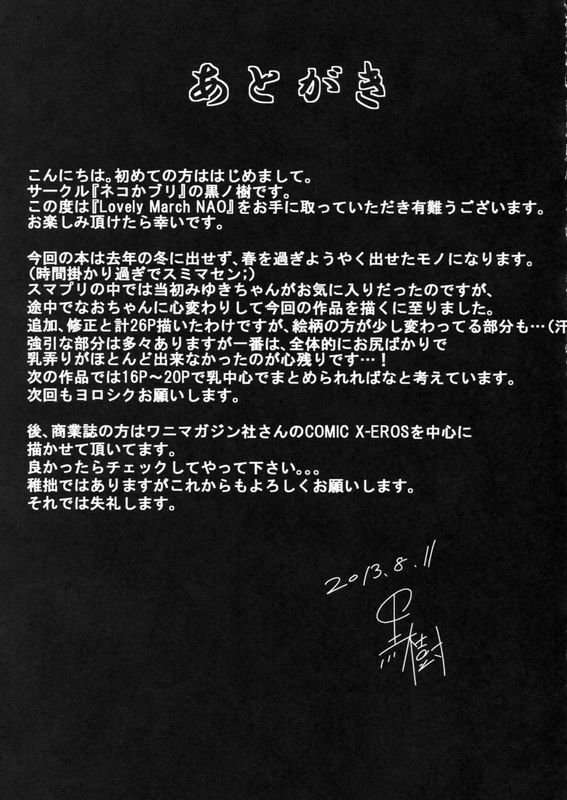 あとがき
こんにちは。初めての方ははじめまして。
サークル『ネコかブリ』の黒ノ樹です。
この度は『Lovely March NAO』をお手に取っていただき有難うございます。
お楽しみ頂けたら幸いです。
今回の本は去年の冬に出せず、春を過ぎようやく出せたモノになります。
(時間掛かり過ぎでスミマセン;)
スマプリの中では当初みゆきちゃんがお気に入りだったのですが、
途中でなおちゃんに心変わりして今回の作品を描くに至りました。
追加、修正と計26P描いたわけですが、絵柄の方が少し変わってる部分も…(汗
強引な部分は多々ありますが一番は、全体的にお尻ばかりで
乳弄りがほとんど出来なかったのが心残りです…!
次の作品では16P～20Pで乳中心でまとめられればなと考えています。
次回もヨロシクお願いします。
後、商業誌の方はワニマガジン社さんのCOMIC X-EROSを中心に
描かせて頂いてます。
良かったらチェックしてやって下さい。。。
稚拙ではありますがこれからもよろしくお願いします。
それでは失礼します。
2013.8.11
黒ノ樹